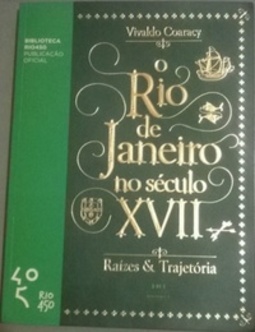 BIBLIOTECA
RIO450
PUBLICAÇÃO
OFICIAL
Vivaldo Coaracy
O
Rio
de
Janeiro
no século
XVII
Raízes & Trajetória
RIO
450